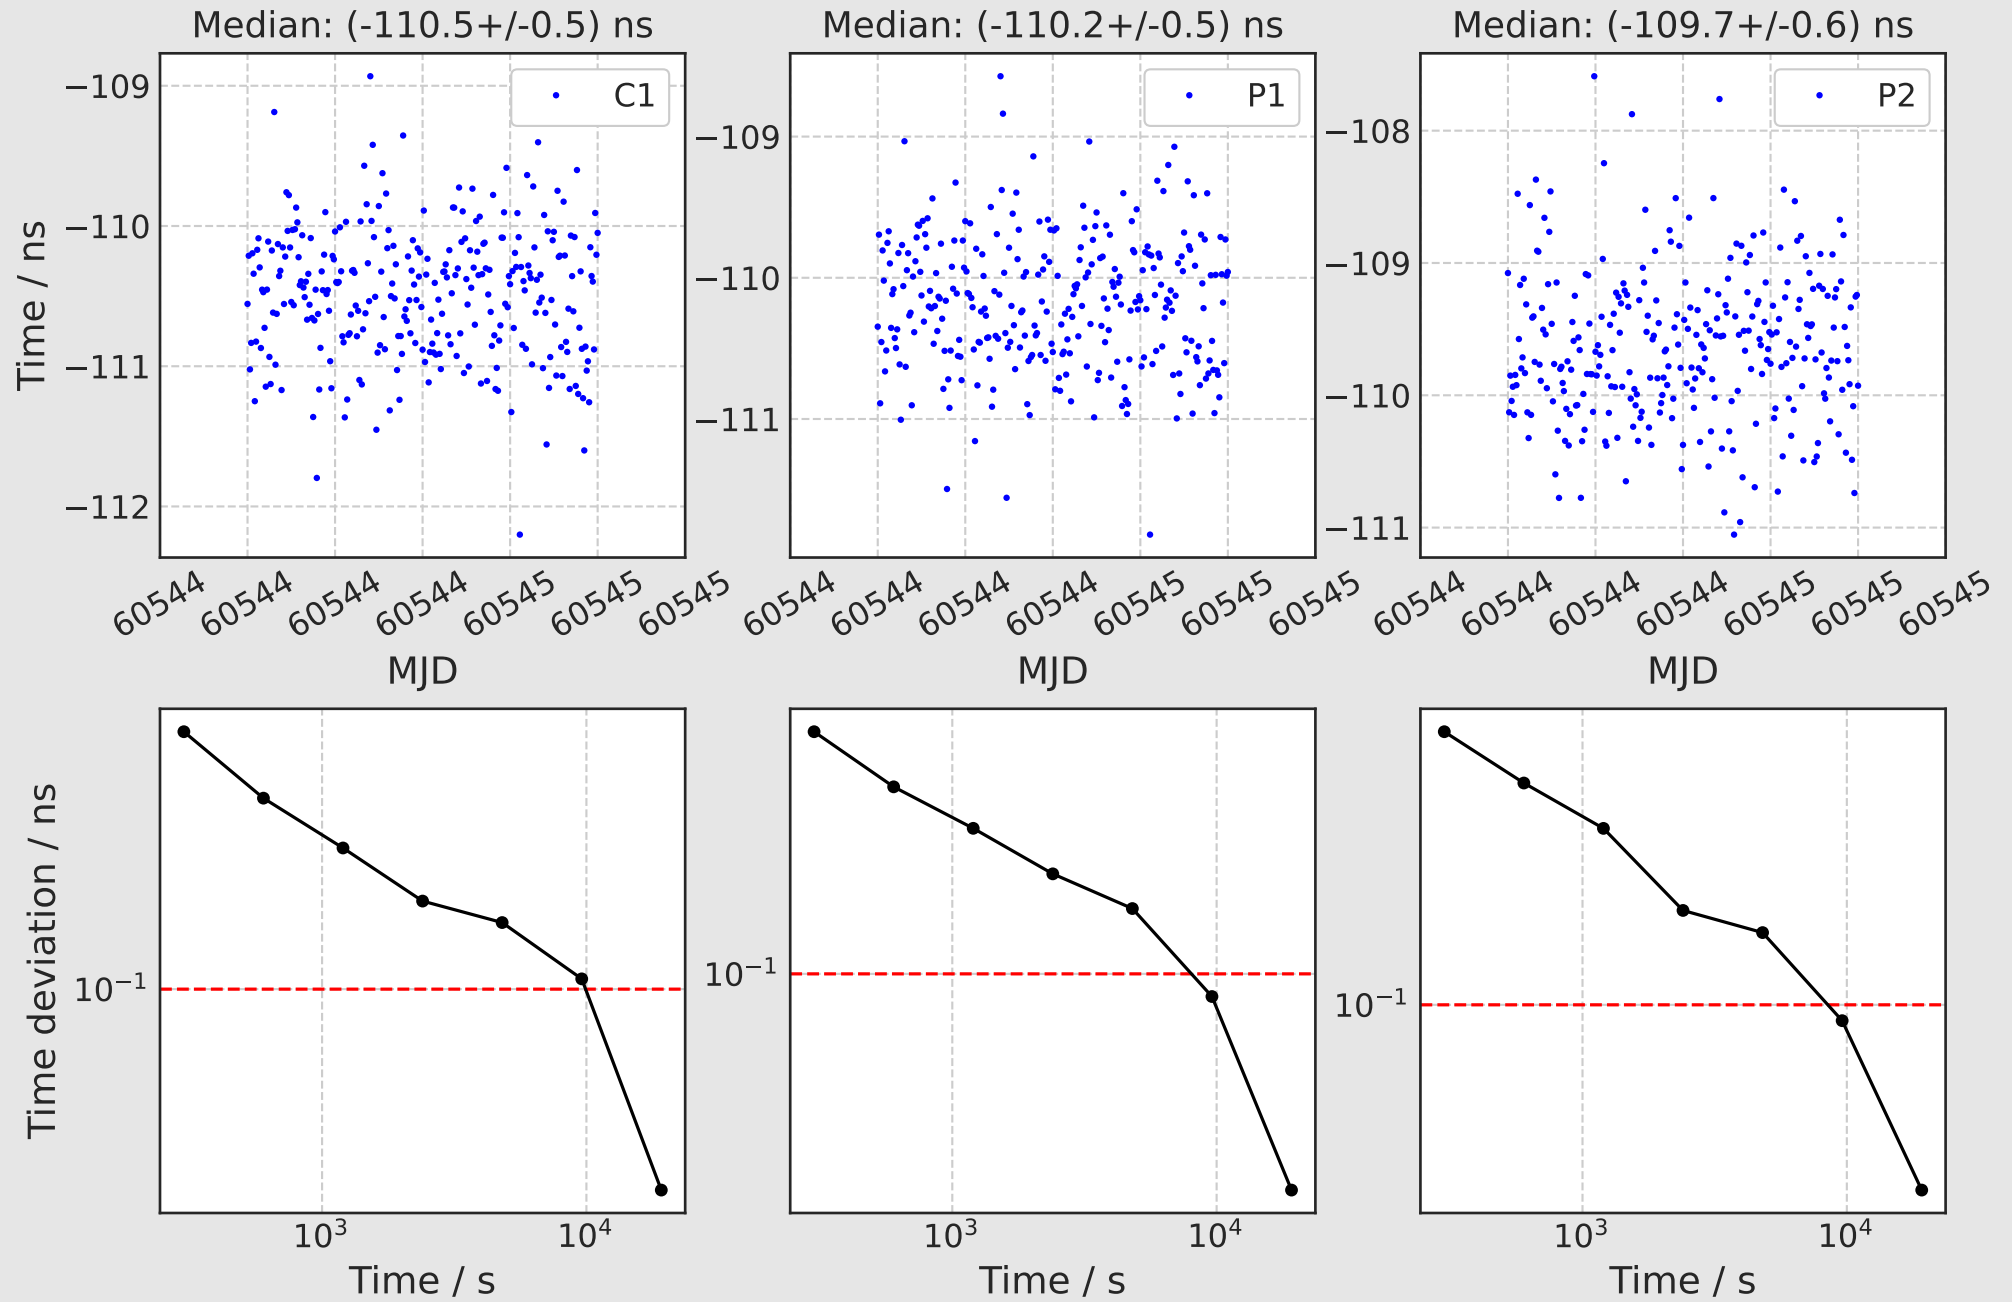 Median: (-110.5+/-0.5) ns
Median: (-110.2+/-0.5) ns
Median: (-109.7+/-0.6) ns
C1
P1
P2
−109
−110
−111
−112
−109
−110
−111
−108
−109
−110
−111
Time / ns
60544 60544 60544 60544 60545 60545 60545
60544 60544 60544 60544 60545 60545 60545
60544 60544 60544 60544 60545 60545 60545
MJD
MJD
MJD
Time deviation / ns
10⁻¹
10⁻¹
10⁻¹
10³ 10⁴
10³ 10⁴
10³ 10⁴
Time / s
Time / s
Time / s